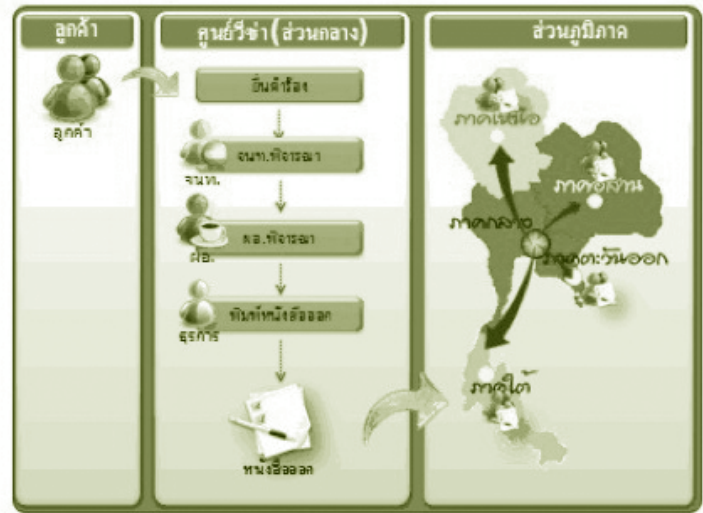 ลูกค้า
ลูกค้า
ศูนย์วีซ่า (ส่วนกลาง)
ยื่นคำร้อง
จนท.พิจารณา
จนท.
ผอ.พิจารณา
ผอ.
พิมพ์หนังสือออก
ธุรการ
หนังสือออก
ส่วนภูมิภาค
ภาคเหนือ
ภาคอีสาน
ภาคกลาง
ภาคตะวันออก
ภาคใต้